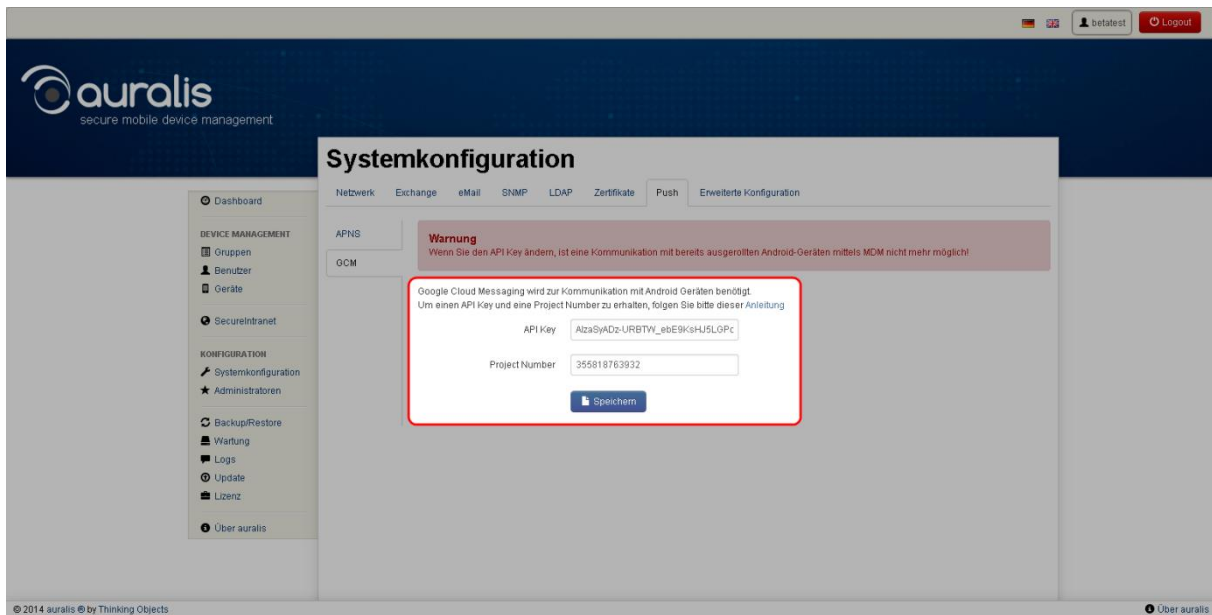 betatest
Logout
auralis
secure mobile device management
Systemkonfiguration
Netzwerk Exchange eMail SNMP LDAP Zertifikate Push Erweiterte Konfiguration
Dashboard
DEVICE MANAGEMENT
Gruppen
Benutzer
Geräte
SecureIntranet
KONFIGURATION
Systemkonfiguration
Administratoren
Backup/Restore
Wartung
Logs
Update
Lizenz
Über auralis
APNS
GCM
Warnung
Wenn Sie den API Key ändern, ist eine Kommunikation mit bereits ausgerollten Android-Geräten mittels MDM nicht mehr möglich!
Google Cloud Messaging wird zur Kommunikation mit Android Geräten benötigt.
Um einen API Key und eine Project Number zu erhalten, folgen Sie bitte dieser Anleitung
API Key
Project Number 355818763932
Speichern
© 2014 auralis ® by Thinking Objects
Über auralis